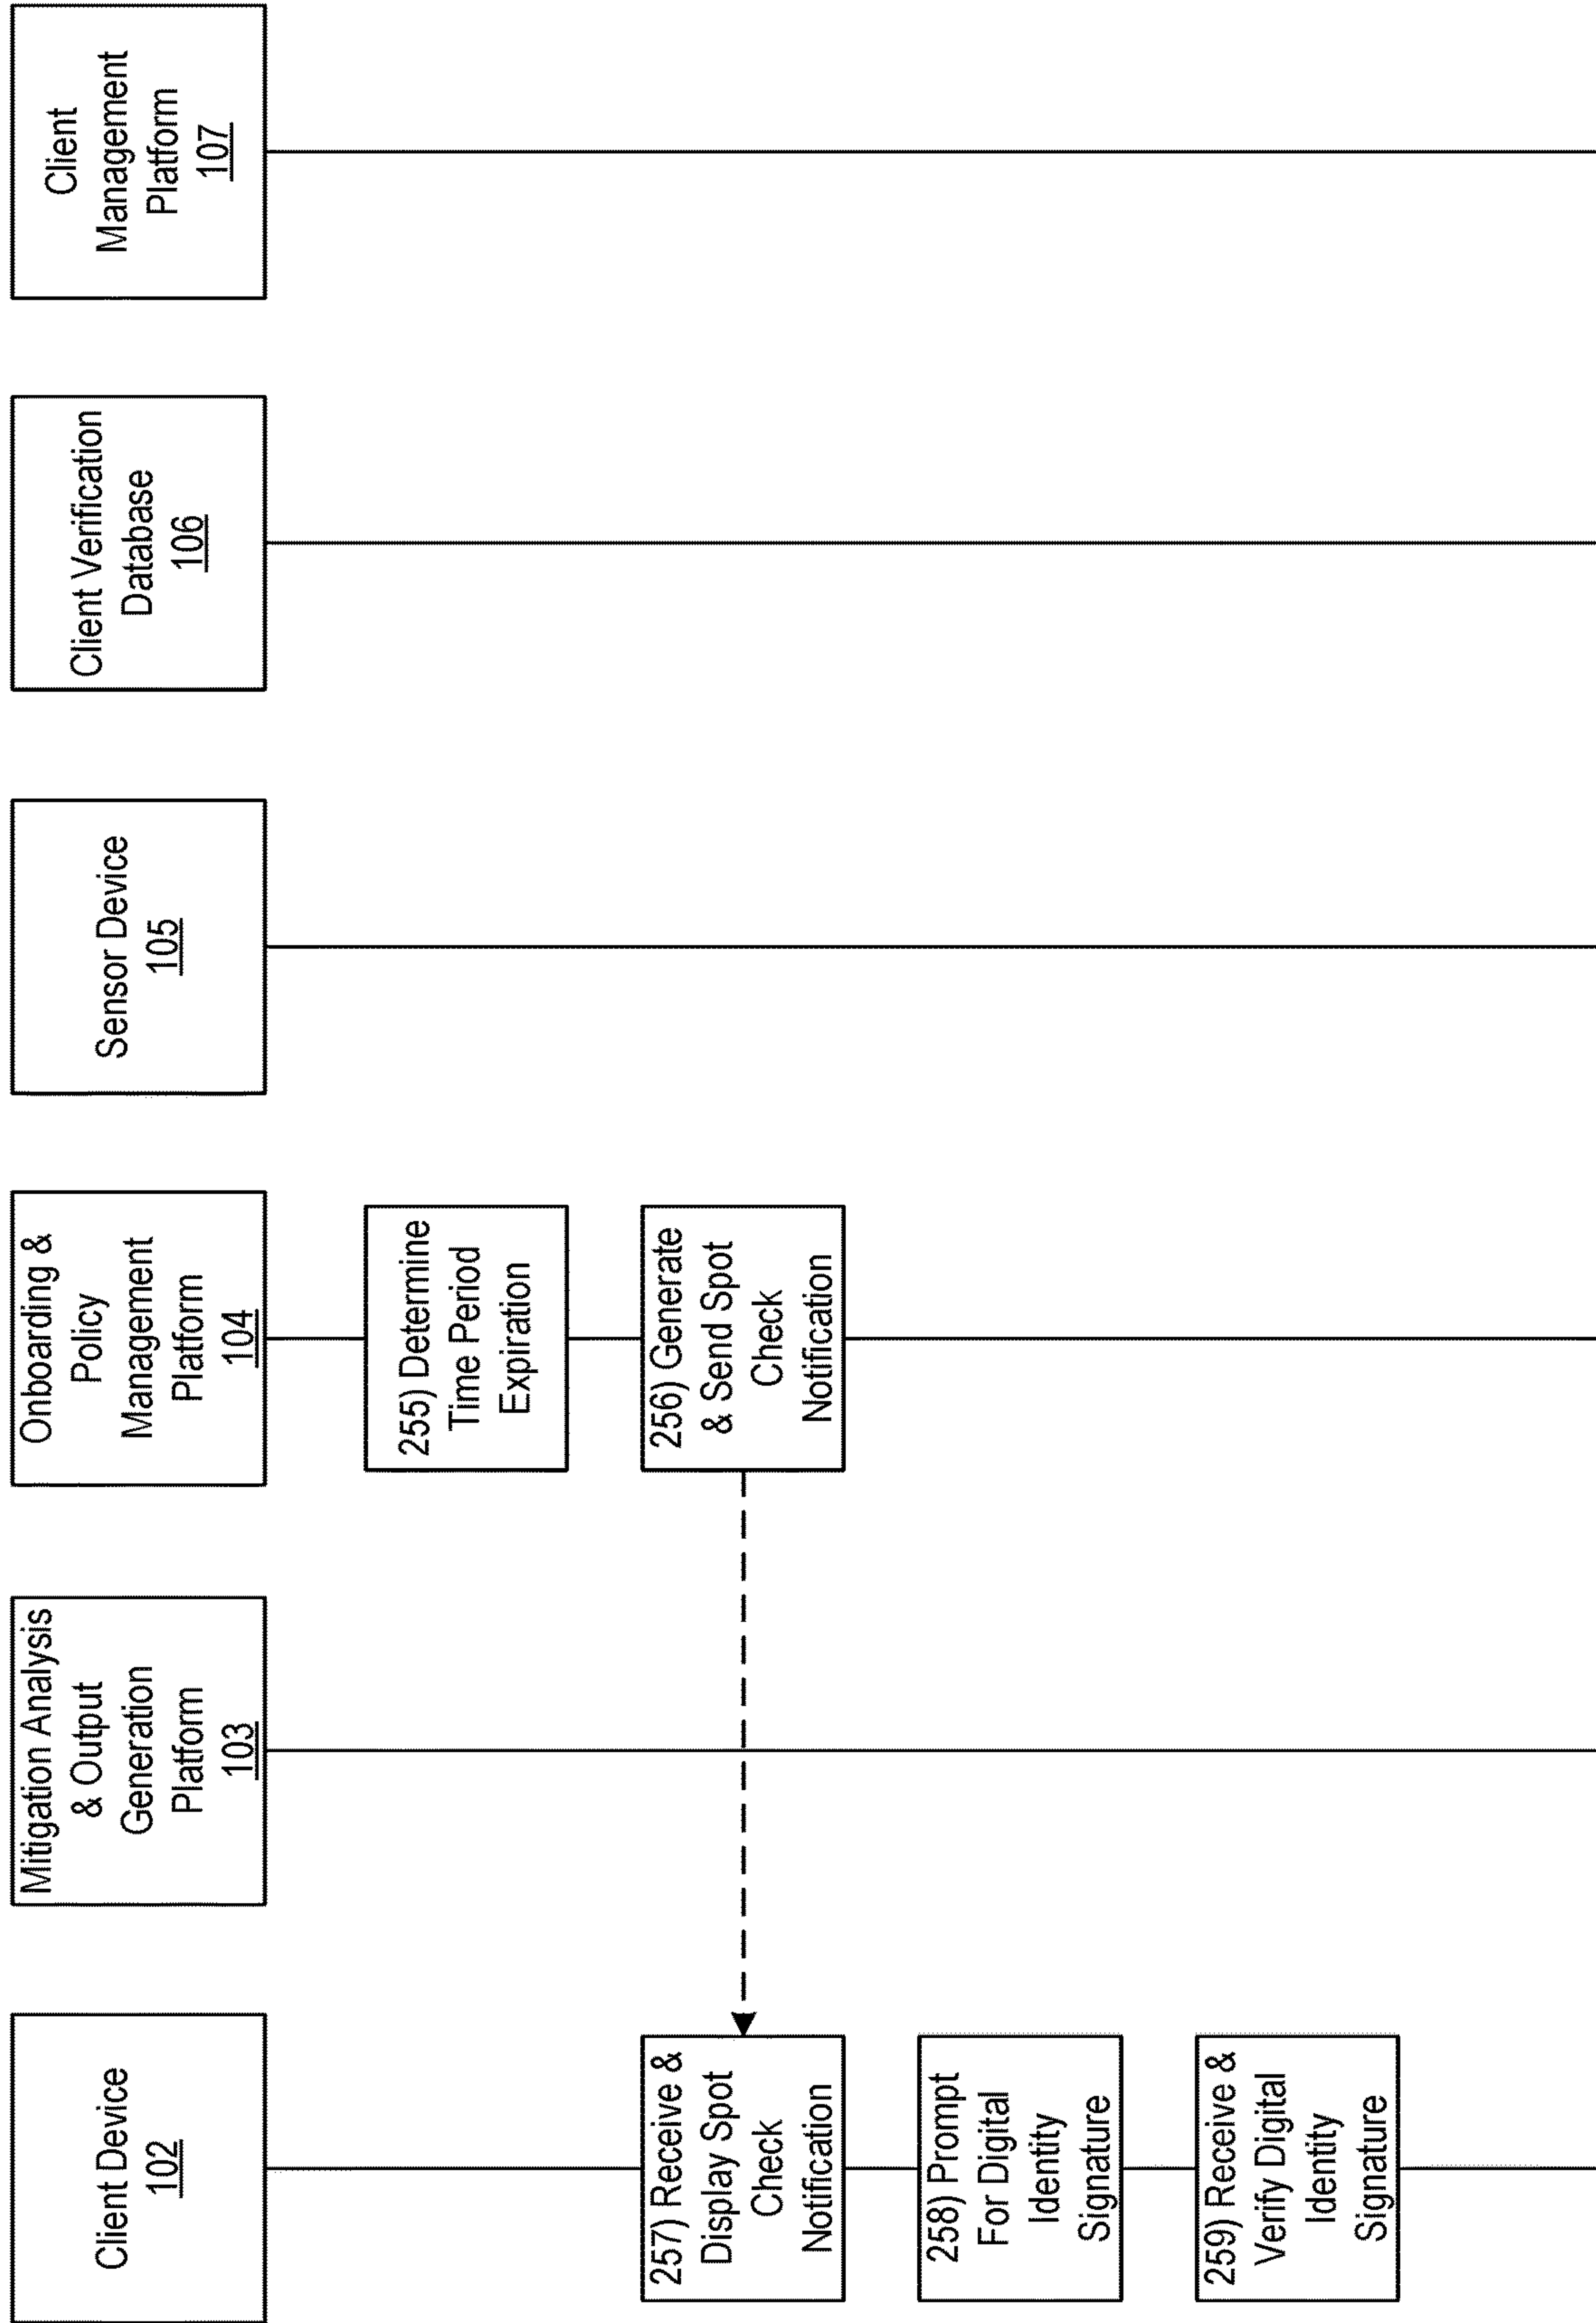 Client Device
102
Mitigation Analysis
& Output
Generation
Platform
103
Onboarding &
Policy
Management
Platform
104
Sensor Device
105
Client Verification
Database
106
Client
Management
Platform
107
255) Determine
Time Period
Expiration
256) Generate
& Send Spot
Check
Notification
257) Receive &
Display Spot
Check
Notification
258) Prompt
For Digital
Identity
Signature
259) Receive &
Verify Digital
Identity
Signature